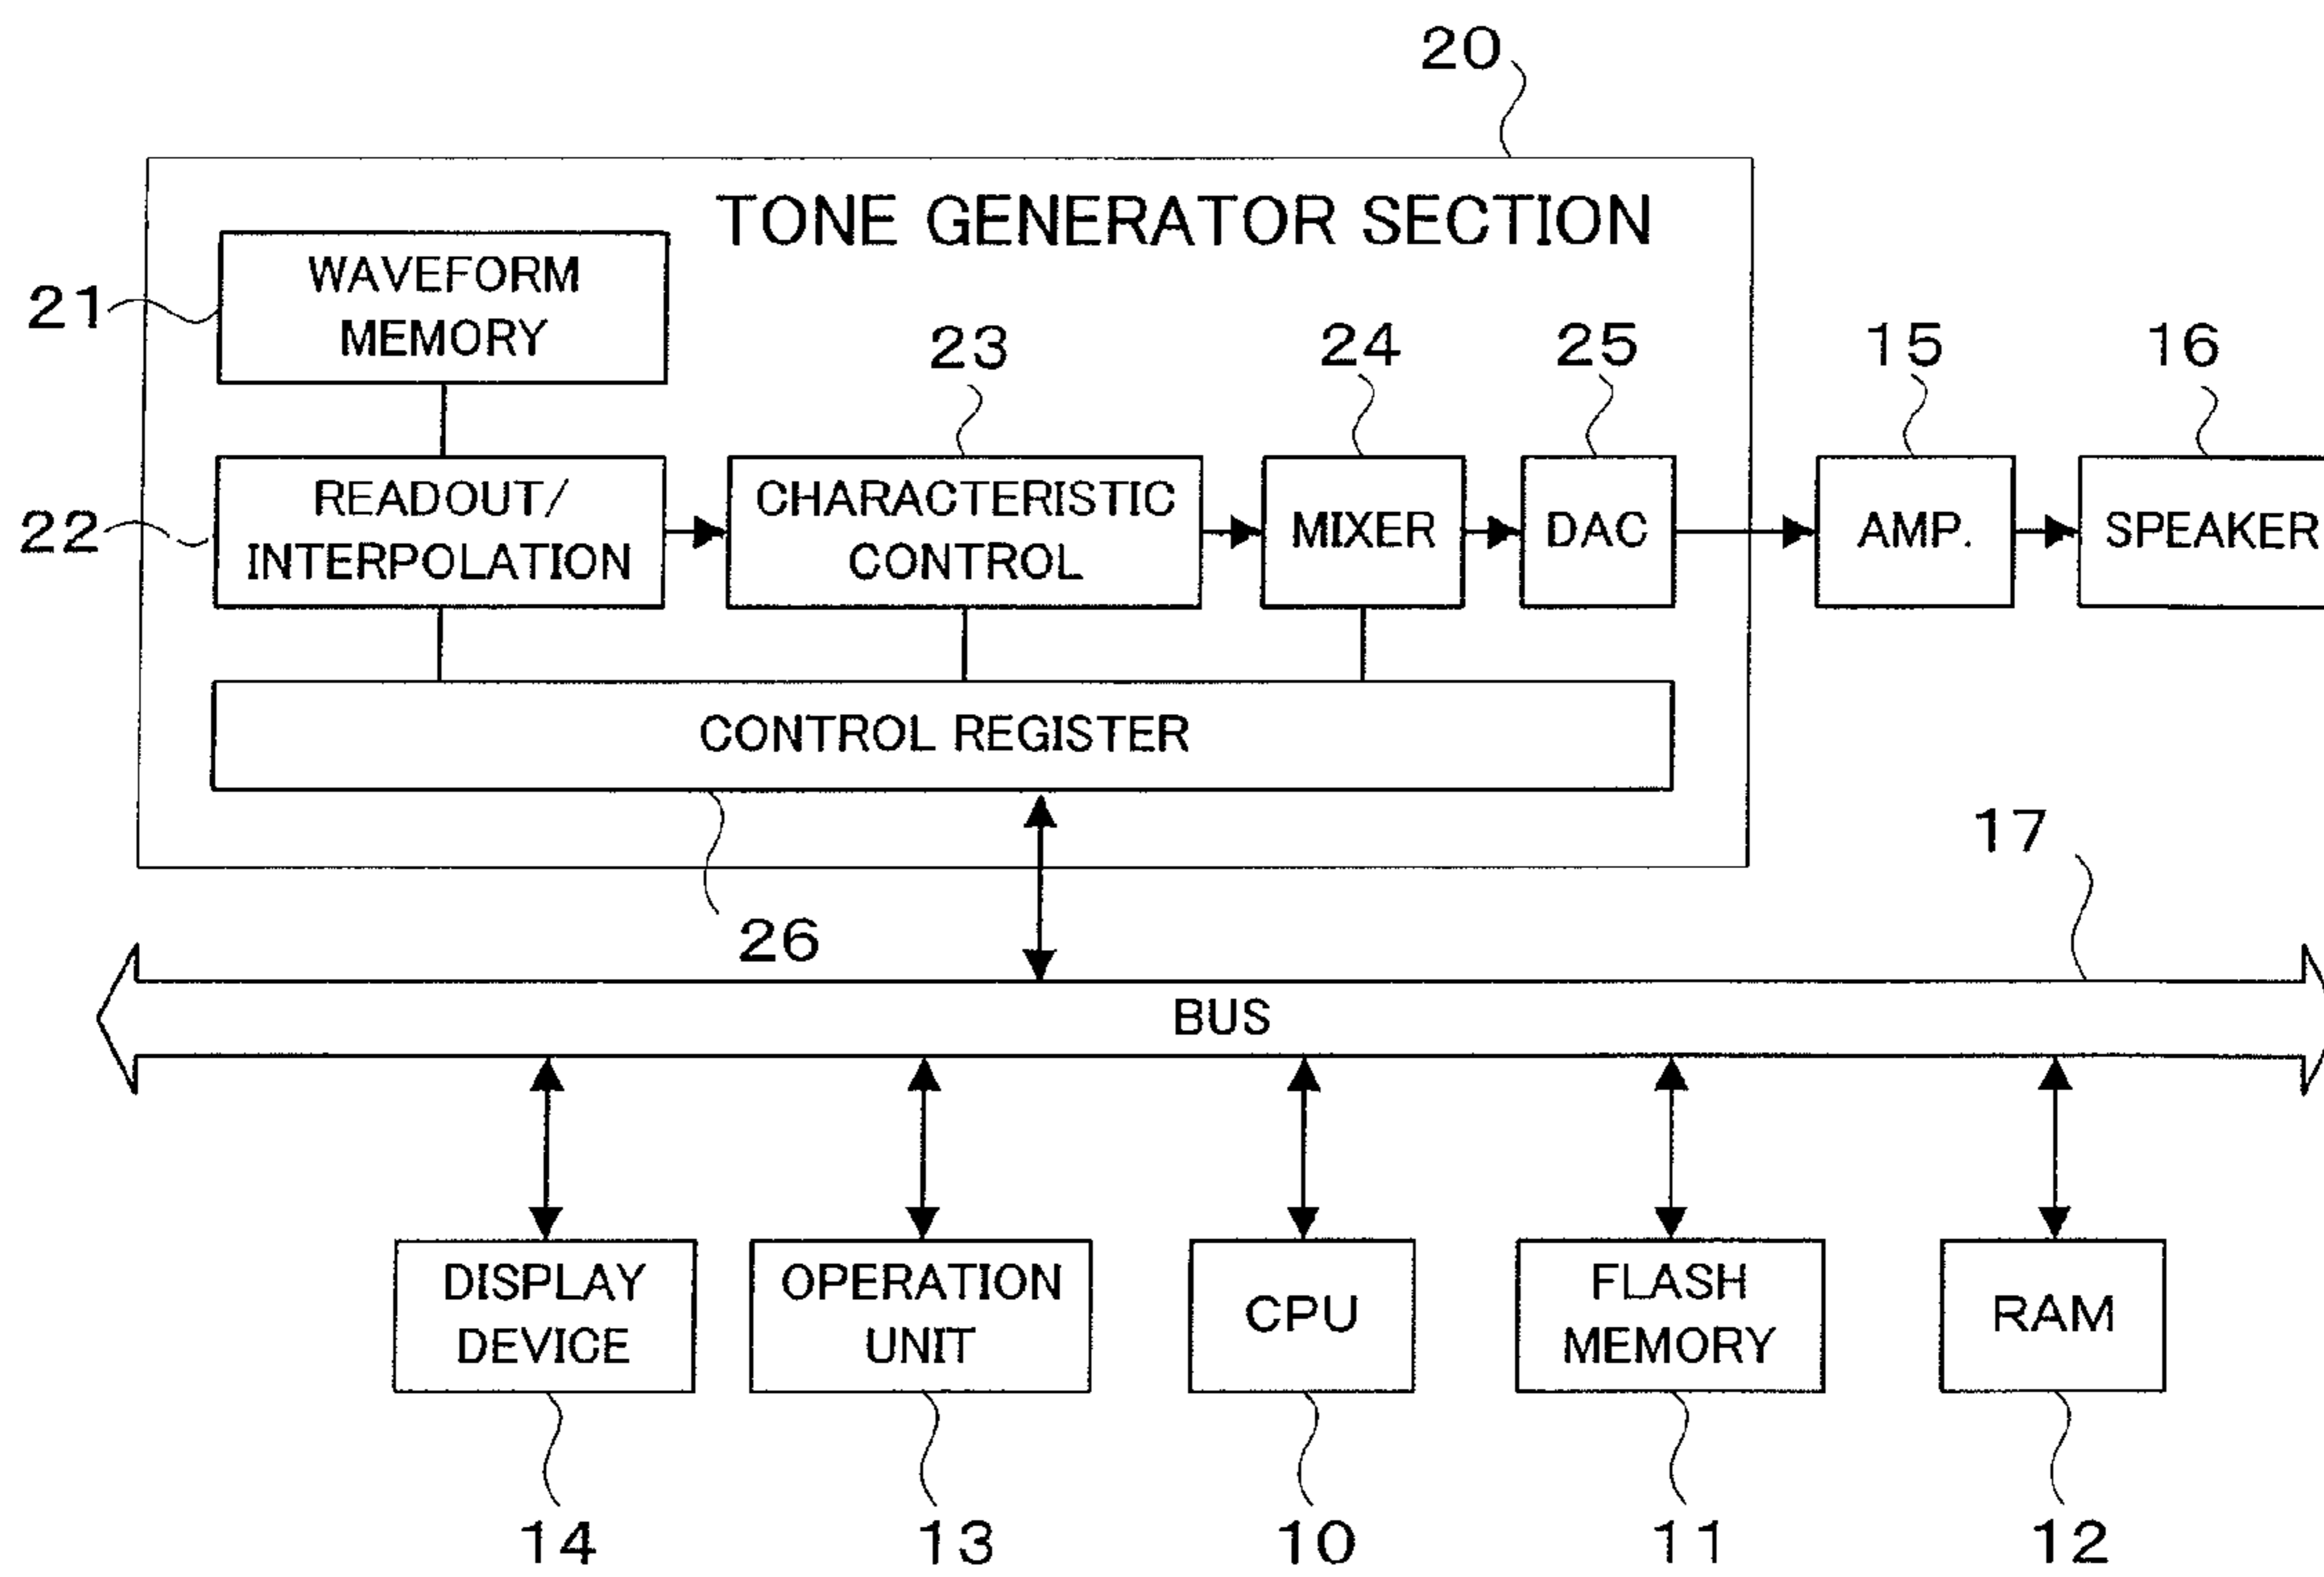 20
TONE GENERATOR SECTION
WAVEFORM
MEMORY
21
23
24
25
15
16
22
READOUT/
INTERPOLATION
CHARACTERISTIC
CONTROL
MIXER
DAC
AMP.
SPEAKER
CONTROL REGISTER
26
17
BUS
DISPLAY
DEVICE
OPERATION
UNIT
CPU
FLASH
MEMORY
RAM
14
13
10
11
12